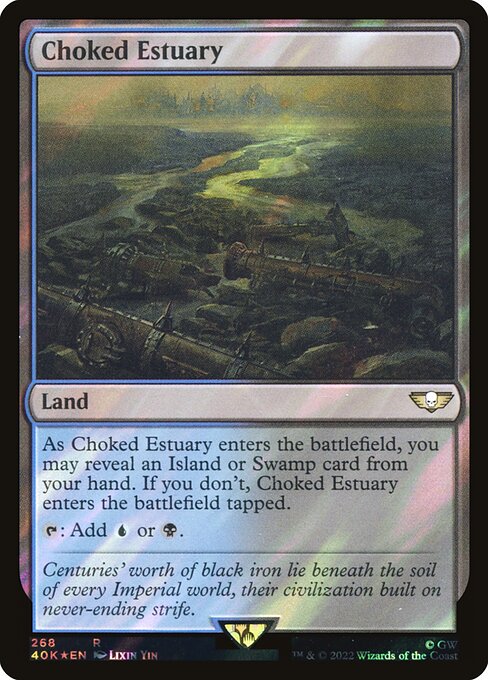 Choked Estuary
Land
As Choked Estuary enters the battlefield, you
may reveal an Island or Swamp card from
your hand. If you don't, Choked Estuary
enters the battlefield tapped.
: Add or .
Centuries' worth of black iron lie beneath the soil
of every Imperial world, their civilization built on
never-ending strife.
268 R
40K★EN Lixin Yin
© GW
™ & © 2022 Wizards of the Coast